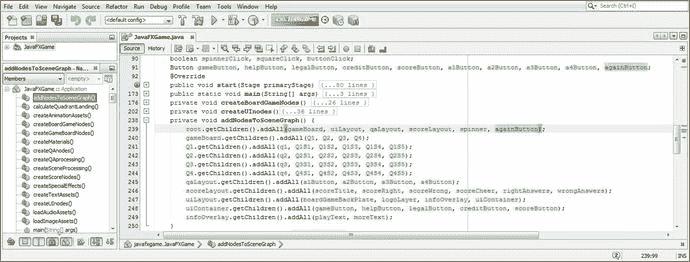 File Edit View Navigate Source Refactor Run Debug Profile Team Tools Window Help
Search (Ctrl+I)
<default config>
Projects
JavaFXGame
JavaFXGame.java
Source History
addNodesToSceneGraph - Na...
Members <empty>
JavaFXGame :: Application
addNodesToSceneGraph()
calculateQuadrantLanding()
createAnimationAssets()
createBoardGameNodes()
createGameBoardNodes()
createMaterials()
createQAnodes()
createQAprocessing()
createSceneProcessing()
createScoreNodes()
createSpecialEffects()
createTextAssets()
createUInodes()
loadAudioAssets()
loadImageAssets()
main(String[] args)
90 boolean spinnerClick, squareClick, buttonClick;
91 Button gameButton, helpButton, legalButton, creditButton, scoreButton, a1Button, a2Button, a3Button, a4Button, againButton;
92 @Override
public void start(Stage primaryStage) {...80 lines }
173 public static void main(String[] args) {...3 lines }
176 private void createBoardGameNodes() {...26 lines }
202 private void createUInodes() {...36 lines }
238 private void addNodesToSceneGraph() {
239 root.getChildren().addAll(gameBoard, uiLayout, qaLayout, scoreLayout, spinner, againButton);
240 gameBoard.getChildren().addAll(Q1, Q2, Q3, Q4);
241 Q1.getChildren().addAll(q1, Q1S1, Q1S2, Q1S3, Q1S4, Q1S5);
242 Q2.getChildren().addAll(q2, Q2S1, Q2S2, Q2S3, Q2S4, Q2S5);
243 Q3.getChildren().addAll(q3, Q3S1, Q3S2, Q3S3, Q3S4, Q3S5);
244 Q4.getChildren().addAll(q4, Q4S1, Q4S2, Q4S3, Q4S4, Q4S5);
245 qaLayout.getChildren().addAll(a1Button, a2Button, a3Button, a4Button);
246 scoreLayout.getChildren().addAll(scoreTitle, scoreRight, scoreWrong, scoreCheer, rightAnswers, wrongAnswers);
247 uiLayout.getChildren().addAll(boardGameBackPlate, logoLayer, infoOverlay, uiContainer);
248 uiContainer.getChildren().addAll(gameButton, helpButton, legalButton, creditButton, scoreButton);
249 infoOverlay.getChildren().addAll(playText, moreText);
250 }
javafxgame.JavaFXGame addNodesToSceneGraph
239:99 INS